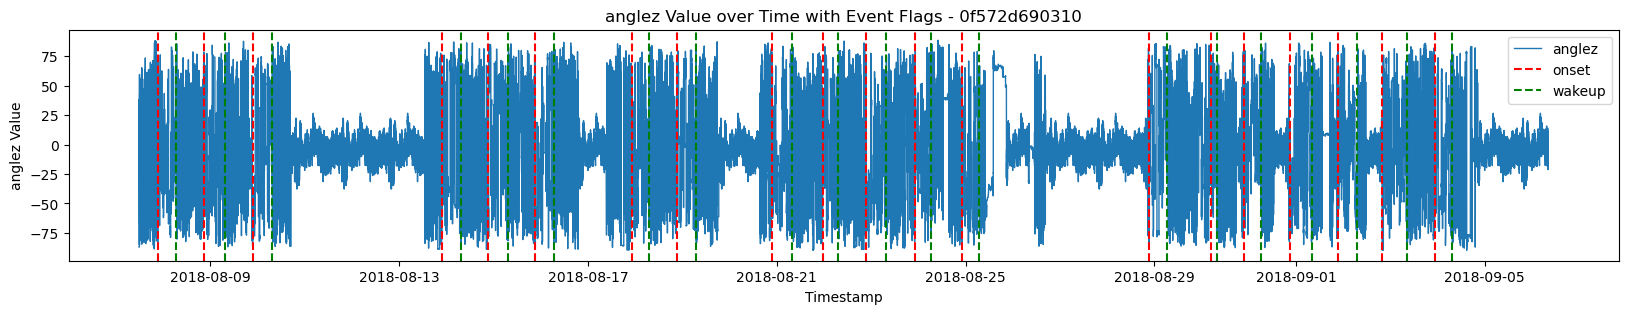 anglez Value over Time with Event Flags - 0f572d690310
anglez Value
75
50
25
0
−25
−50
−75
anglez
onset
wakeup
2018-08-09
2018-08-13
2018-08-17
2018-08-21
2018-08-25
2018-08-29
2018-09-01
2018-09-05
Timestamp